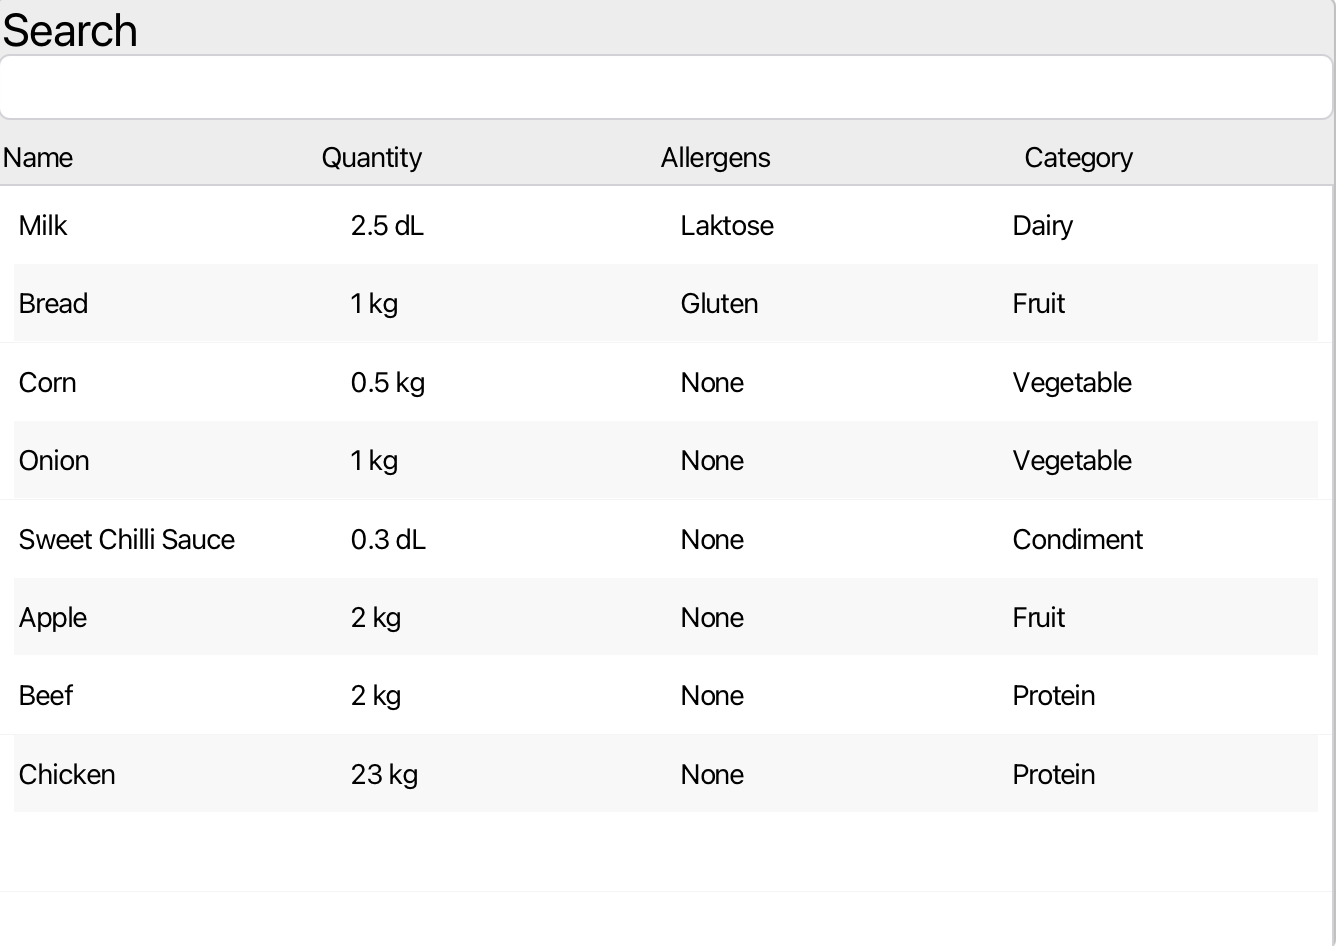 Search
Name Quantity Allergens Category
Milk 2.5 dL Laktose Dairy
Bread 1 kg Gluten Fruit
Corn 0.5 kg None Vegetable
Onion 1 kg None Vegetable
Sweet Chilli Sauce 0.3 dL None Condiment
Apple 2 kg None Fruit
Beef 2 kg None Protein
Chicken 23 kg None Protein